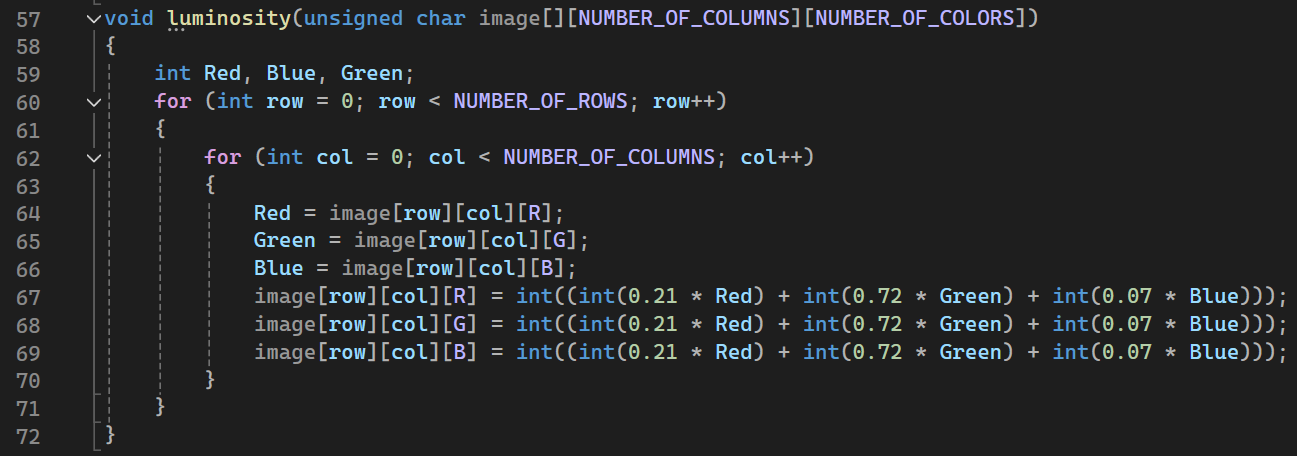 57 void luminosity(unsigned char image[][NUMBER_OF_COLUMNS][NUMBER_OF_COLORS])
58 {
59     int Red, Blue, Green;
60     for (int row = 0; row < NUMBER_OF_ROWS; row++)
61     {
62         for (int col = 0; col < NUMBER_OF_COLUMNS; col++)
63         {
64             Red = image[row][col][R];
65             Green = image[row][col][G];
66             Blue = image[row][col][B];
67             image[row][col][R] = int((int(0.21 * Red) + int(0.72 * Green) + int(0.07 * Blue)));
68             image[row][col][G] = int((int(0.21 * Red) + int(0.72 * Green) + int(0.07 * Blue)));
69             image[row][col][B] = int((int(0.21 * Red) + int(0.72 * Green) + int(0.07 * Blue)));
70         }
71     }
72 }